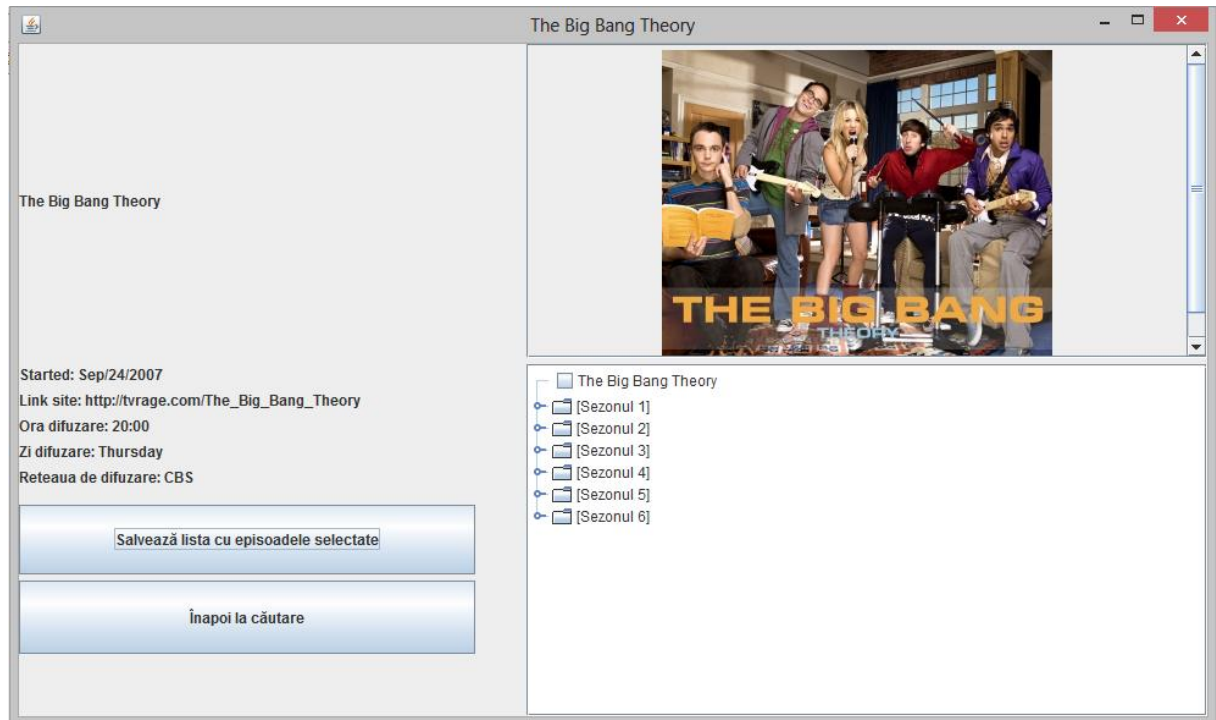 The Big Bang Theory
The Big Bang Theory
Started: Sep/24/2007
Link site: http://tvrage.com/The_Big_Bang_Theory
Ora difuzare: 20:00
Zi difuzare: Thursday
Reteaua de difuzare: CBS
Salvează lista cu episoadele selectate
Înapoi la căutare
THE BIG BANG
THEORY
The Big Bang Theory
[Sezonul 1]
[Sezonul 2]
[Sezonul 3]
[Sezonul 4]
[Sezonul 5]
[Sezonul 6]